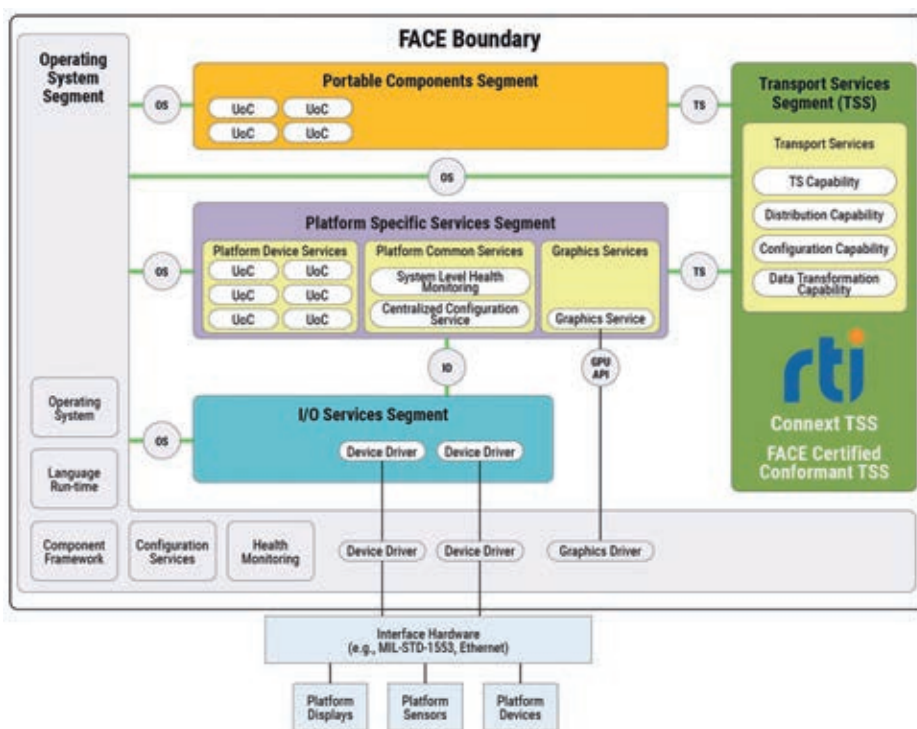 FACE Boundary
Operating
System
Segment
Portable Components Segment
UoC
UoC
UoC
UoC
OS
TS
OS
Transport Services
Segment (TSS)
Transport Services
TS Capability
Distribution Capability
Configuration Capability
Data Transformation
Capability
rti
Connext TSS
FACE Certified
Conformant TSS
Platform Specific Services Segment
Platform Device Services
UoC
UoC
UoC
UoC
UoC
UoC
Platform Common Services
System Level Health
Monitoring
Centralized Configuration
Service
Graphics Services
Graphics Service
OS
TS
IO
GPU
API
I/O Services Segment
Device Driver
Device Driver
OS
Operating
System
Language
Run-time
Component
Framework
Configuration
Services
Health
Monitoring
Device Driver
Device Driver
Graphics Driver
Interface Hardware
(e.g., MIL-STD-1553, Ethernet)
Platform
Displays
Platform
Sensors
Platform
Devices